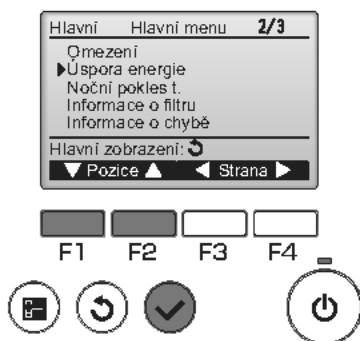 Hlavní Hlavní menu 2/3
Omezení
▶Úspora energie
Noční pokles t.
Informace o filtru
Informace o chybě
Hlavní zobrazení:
▼ Pozice ▲ ◀ Strana ▶
F1 F2 F3 F4